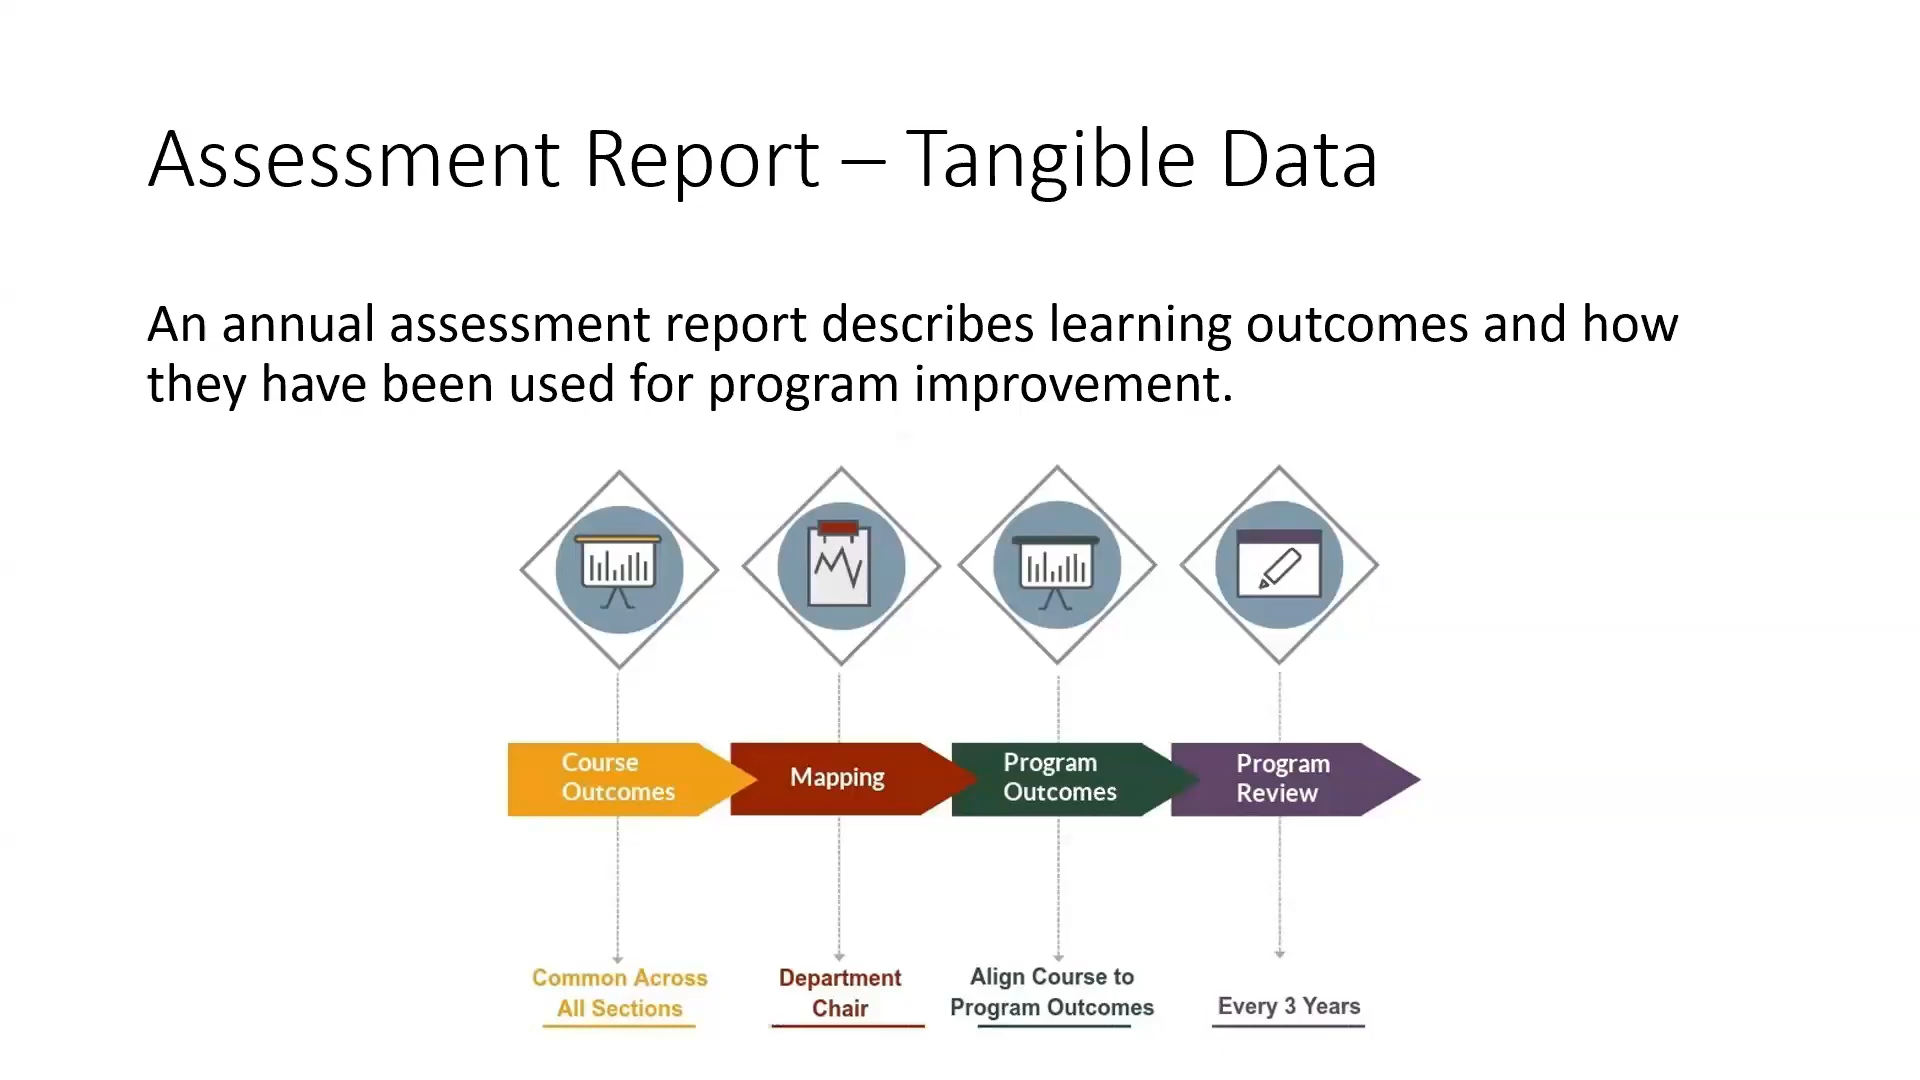 Assessment Report – Tangible Data
An annual assessment report describes learning outcomes and how
they have been used for program improvement.
Course
Outcomes
Mapping
Program
Outcomes
Program
Review
Common Across
All Sections
Department
Chair
Align Course to
Program Outcomes
Every 3 Years